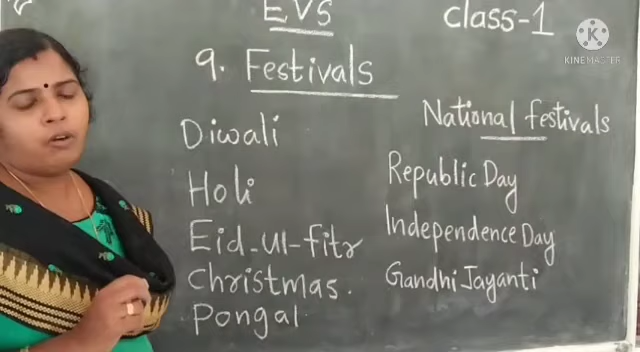 EVS
class-1
9. Festivals
Diwali
Holi
Eid-Ul-fitr
Christmas.
Pongal
National festivals
Republic Day
Independence Day
Gandhi Jayanti
K
KINEMASTER